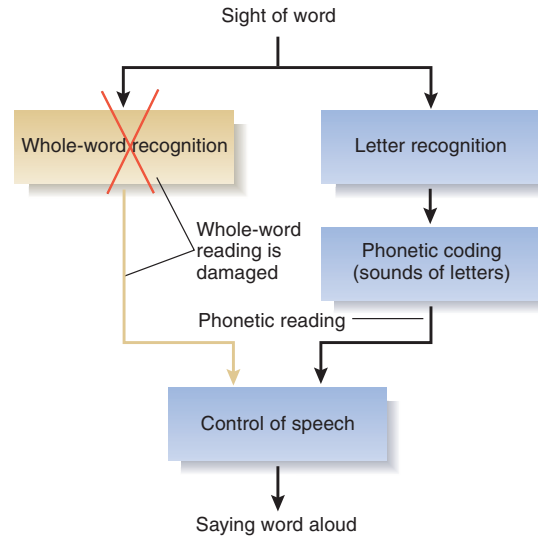 Sight of word
Whole-word recognition
Letter recognition
Whole-word
reading is
damaged
Phonetic coding
(sounds of letters)
Phonetic reading
Control of speech
Saying word aloud